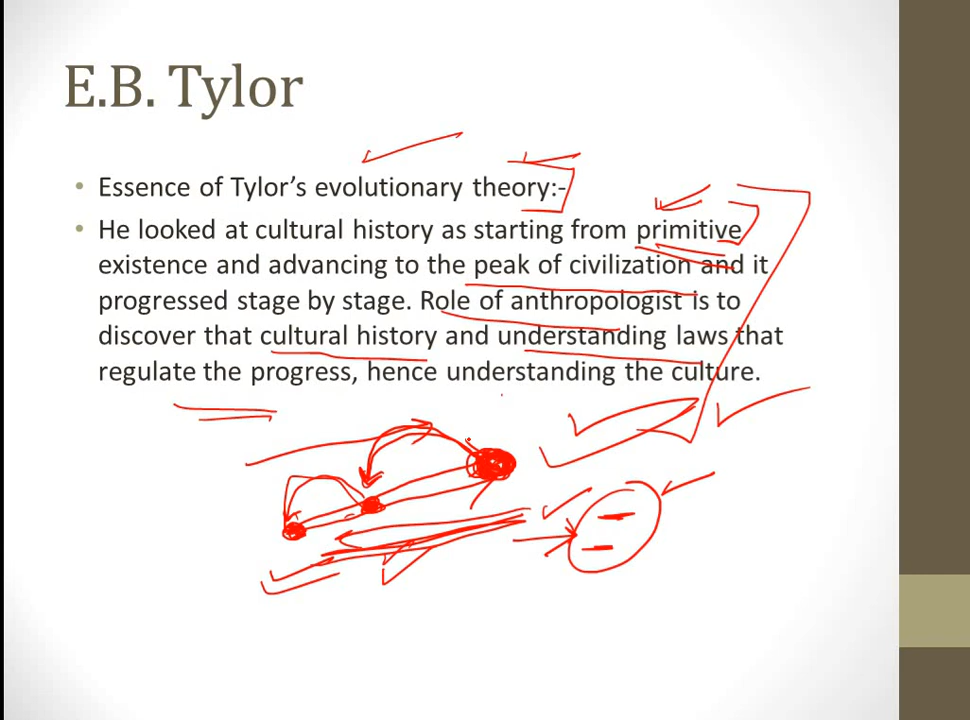 E.B. Tylor
• Essence of Tylor's evolutionary theory:-
• He looked at cultural history as starting from primitive
existence and advancing to the peak of civilization and it
progressed stage by stage. Role of anthropologist is to
discover that cultural history and understanding laws that
regulate the progress, hence understanding the culture.